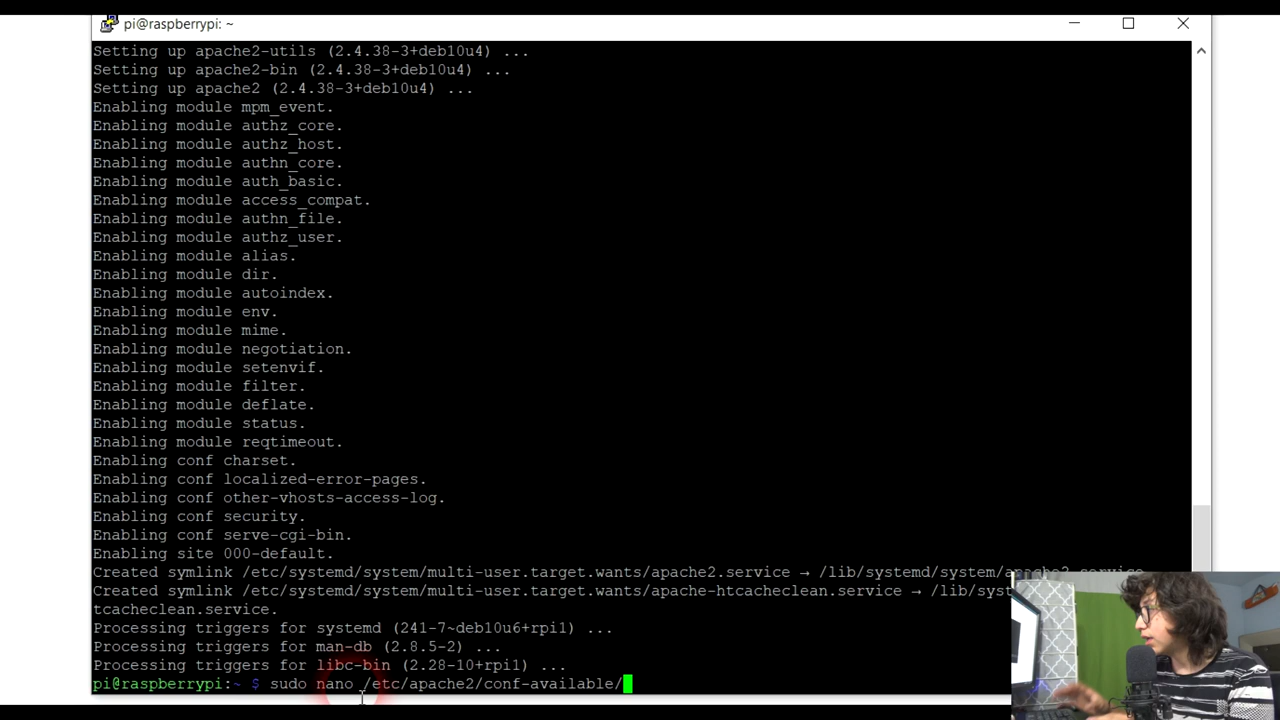 pi@raspberrypi: ~
Setting up apache2-utils (2.4.38-3+deb10u4) ...
Setting up apache2-bin (2.4.38-3+deb10u4) ...
Setting up apache2 (2.4.38-3+deb10u4) ...
Enabling module mpm_event.
Enabling module authz_core.
Enabling module authz_host.
Enabling module authn_core.
Enabling module auth_basic.
Enabling module access_compat.
Enabling module authn_file.
Enabling module authz_user.
Enabling module alias.
Enabling module dir.
Enabling module autoindex.
Enabling module env.
Enabling module mime.
Enabling module negotiation.
Enabling module setenvif.
Enabling module filter.
Enabling module deflate.
Enabling module status.
Enabling module reqtimeout.
Enabling conf charset.
Enabling conf localized-error-pages.
Enabling conf other-vhosts-access-log.
Enabling conf security.
Enabling conf serve-cgi-bin.
Enabling site 000-default.
Created symlink /etc/systemd/system/multi-user.target.wants/apache2.service → /lib/systemd/system/apache2.service.
Created symlink /etc/systemd/system/multi-user.target.wants/apache-htcacheclean.service → /lib/syst
tcacheclean.service.
Processing triggers for systemd (241-7~deb10u6+rpi1) ...
Processing triggers for man-db (2.8.5-2) ...
Processing triggers for libc-bin (2.28-10+rpi1) ...
pi@raspberrypi:~ $ sudo nano /etc/apache2/conf-available/